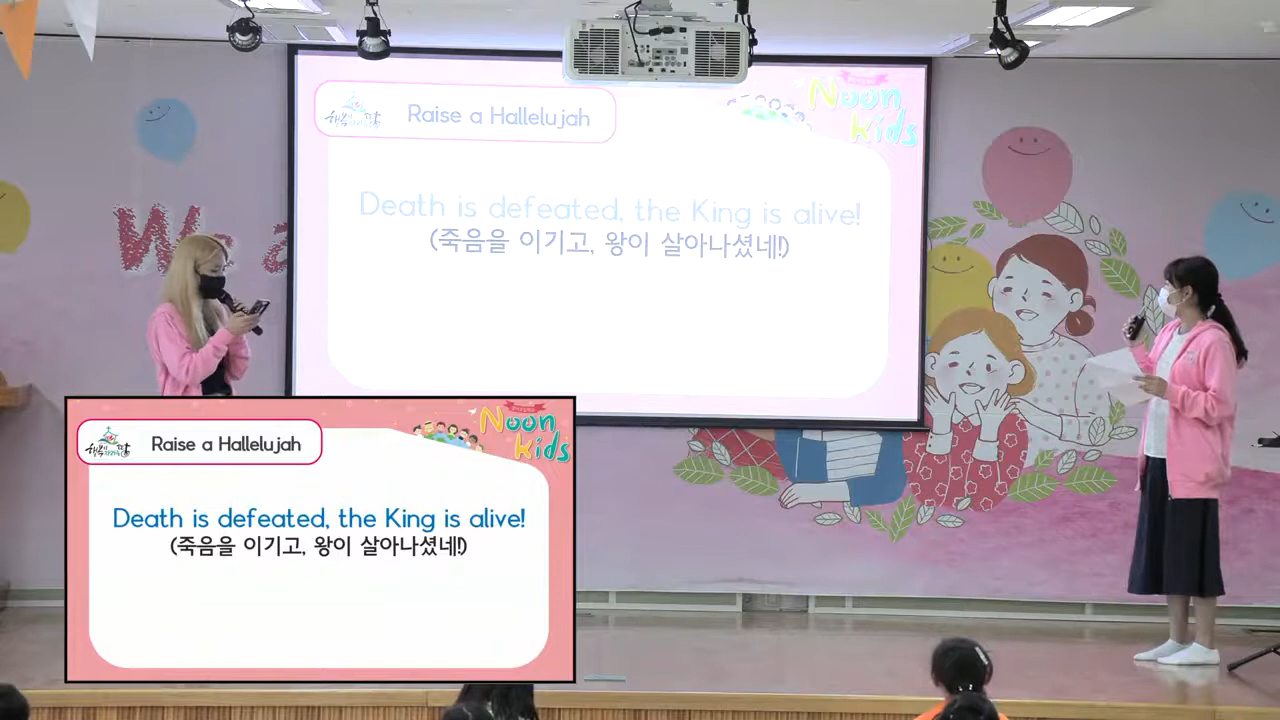 Raise a Hallelujah
Noon
Kids
Death is defeated, the King is alive!
(죽음을 이기고, 왕이 살아나셨네!)
We a
Raise a Hallelujah
Noon
Kids
Death is defeated, the King is alive!
(죽음을 이기고, 왕이 살아나셨네!)